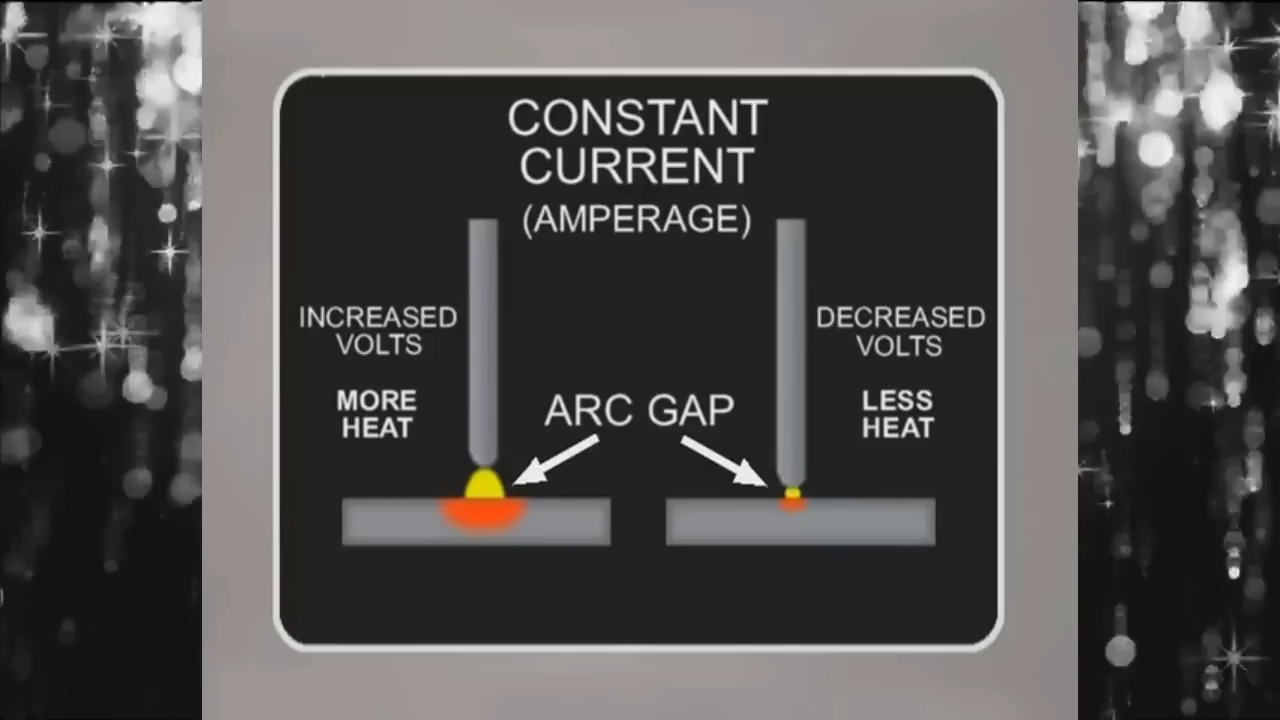 CONSTANT
CURRENT
(AMPERAGE)
INCREASED
VOLTS
MORE
HEAT
ARC GAP
DECREASED
VOLTS
LESS
HEAT